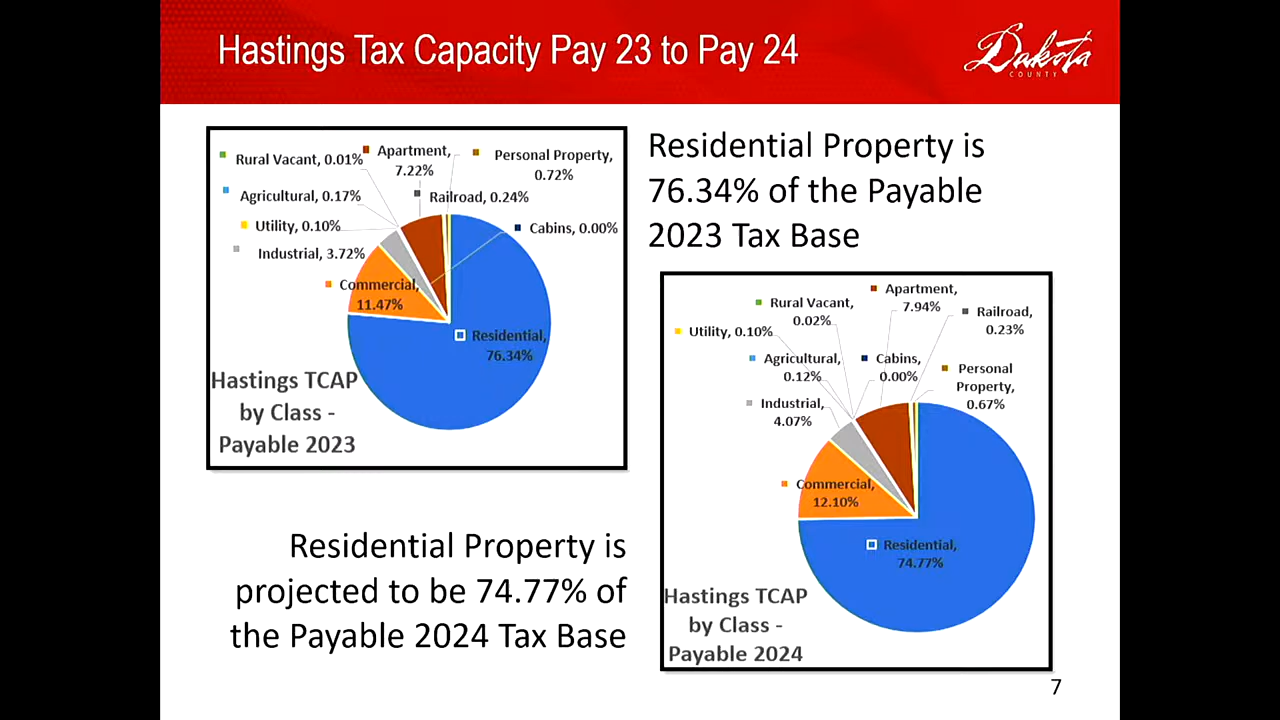 Hastings Tax Capacity Pay 23 to Pay 24
Dakota
COUNTY
Rural Vacant, 0.01%
Apartment,
7.22%
Personal Property,
0.72%
Agricultural, 0.17%
Railroad, 0.24%
Utility, 0.10%
Cabins, 0.00%
Industrial, 3.72%
Commercial,
11.47%
Residential,
76.34%
Hastings TCAP
by Class -
Payable 2023
Residential Property is
76.34% of the Payable
2023 Tax Base
Apartment,
7.94%
Rural Vacant,
0.02%
Railroad,
0.23%
Utility, 0.10%
Agricultural,
0.12%
Cabins,
0.00%
Personal
Property,
0.67%
Industrial,
4.07%
Commercial,
12.10%
Residential,
74.77%
Hastings TCAP
by Class -
Payable 2024
Residential Property is
projected to be 74.77% of
the Payable 2024 Tax Base
7